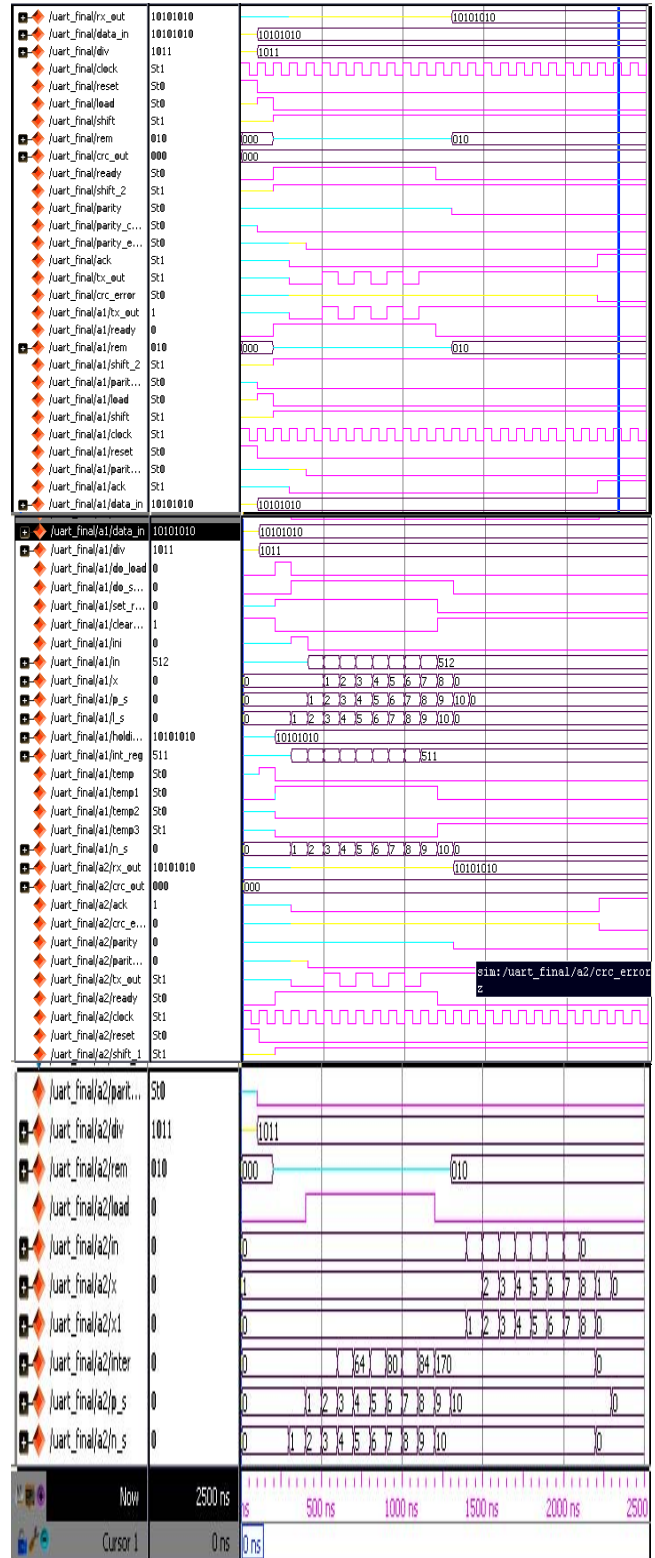 /uart_final/rx_out 10101010 10101010
/uart_final/data_in 10101010 10101010
/uart_final/div 1011 1011
/uart_final/clock St1
/uart_final/reset St0
/uart_final/load St0
/uart_final/shift St1
/uart_final/rem 010 000 010
/uart_final/crc_out 000 000
/uart_final/ready St0
/uart_final/shift_2 St1
/uart_final/parity St0
/uart_final/parity_c... St0
/uart_final/parity_e... St0
/uart_final/ack St1
/uart_final/tx_out St1
/uart_final/crc_error St0
/uart_final/a1/tx_out 1
/uart_final/a1/ready 0
/uart_final/a1/rem 010 000 010
/uart_final/a1/shift_2 St1
/uart_final/a1/parit... St0
/uart_final/a1/load St0
/uart_final/a1/shift St1
/uart_final/a1/clock St1
/uart_final/a1/reset St0
/uart_final/a1/parit... St0
/uart_final/a1/ack St1
/uart_final/a1/data_in 10101010 10101010
/uart_final/a1/data_in 10101010 10101010
/uart_final/a1/div 1011 1011
/uart_final/a1/do_load 0
/uart_final/a1/do_s... 0
/uart_final/a1/set_r... 0
/uart_final/a1/clear... 1
/uart_final/a1/ini 0
/uart_final/a1/in 512 512
/uart_final/a1/x 0 0 1 2 3 4 5 6 7 8 0
/uart_final/a1/p_s 0 0 1 2 3 4 5 6 7 8 9 10 0
/uart_final/a1/l_s 0 0 1 2 3 4 5 6 7 8 9 10 0
/uart_final/a1/holdi... 10101010 10101010
/uart_final/a1/int_reg 511 511
/uart_final/a1/temp St0
/uart_final/a1/temp1 St0
/uart_final/a1/temp2 St0
/uart_final/a1/temp3 St1
/uart_final/a1/n_s 0 0 1 2 3 4 5 6 7 8 9 10 0
/uart_final/a2/rx_out 10101010 10101010
/uart_final/a2/crc_out 000 000
/uart_final/a2/ack 1
/uart_final/a2/crc_e... 0
/uart_final/a2/parity 0
/uart_final/a2/parit... 0
/uart_final/a2/tx_out St1
sim:/uart_final/a2/crc_error
z
/uart_final/a2/ready St0
/uart_final/a2/clock St1
/uart_final/a2/reset St0
/uart_final/a2/shift_1 St1
/uart_final/a2/parit... St0
/uart_final/a2/div 1011 1011
/uart_final/a2/rem 010 000 010
/uart_final/a2/load 0
/uart_final/a2/in 0 0 0
/uart_final/a2/x 0 1 2 3 4 5 6 7 8 1 0
/uart_final/a2/x1 0 0 1 2 3 4 5 6 7 8 0
/uart_final/a2/inter 0 0 64 80 84 170 0
/uart_final/a2/p_s 0 0 1 2 3 4 5 6 7 8 9 10 0
/uart_final/a2/n_s 0 0 1 2 3 4 5 6 7 8 9 10 0
Now 2500 ns ns 500 ns 1000 ns 1500 ns 2000 ns 2500
Cursor 1 0 ns 0 ns